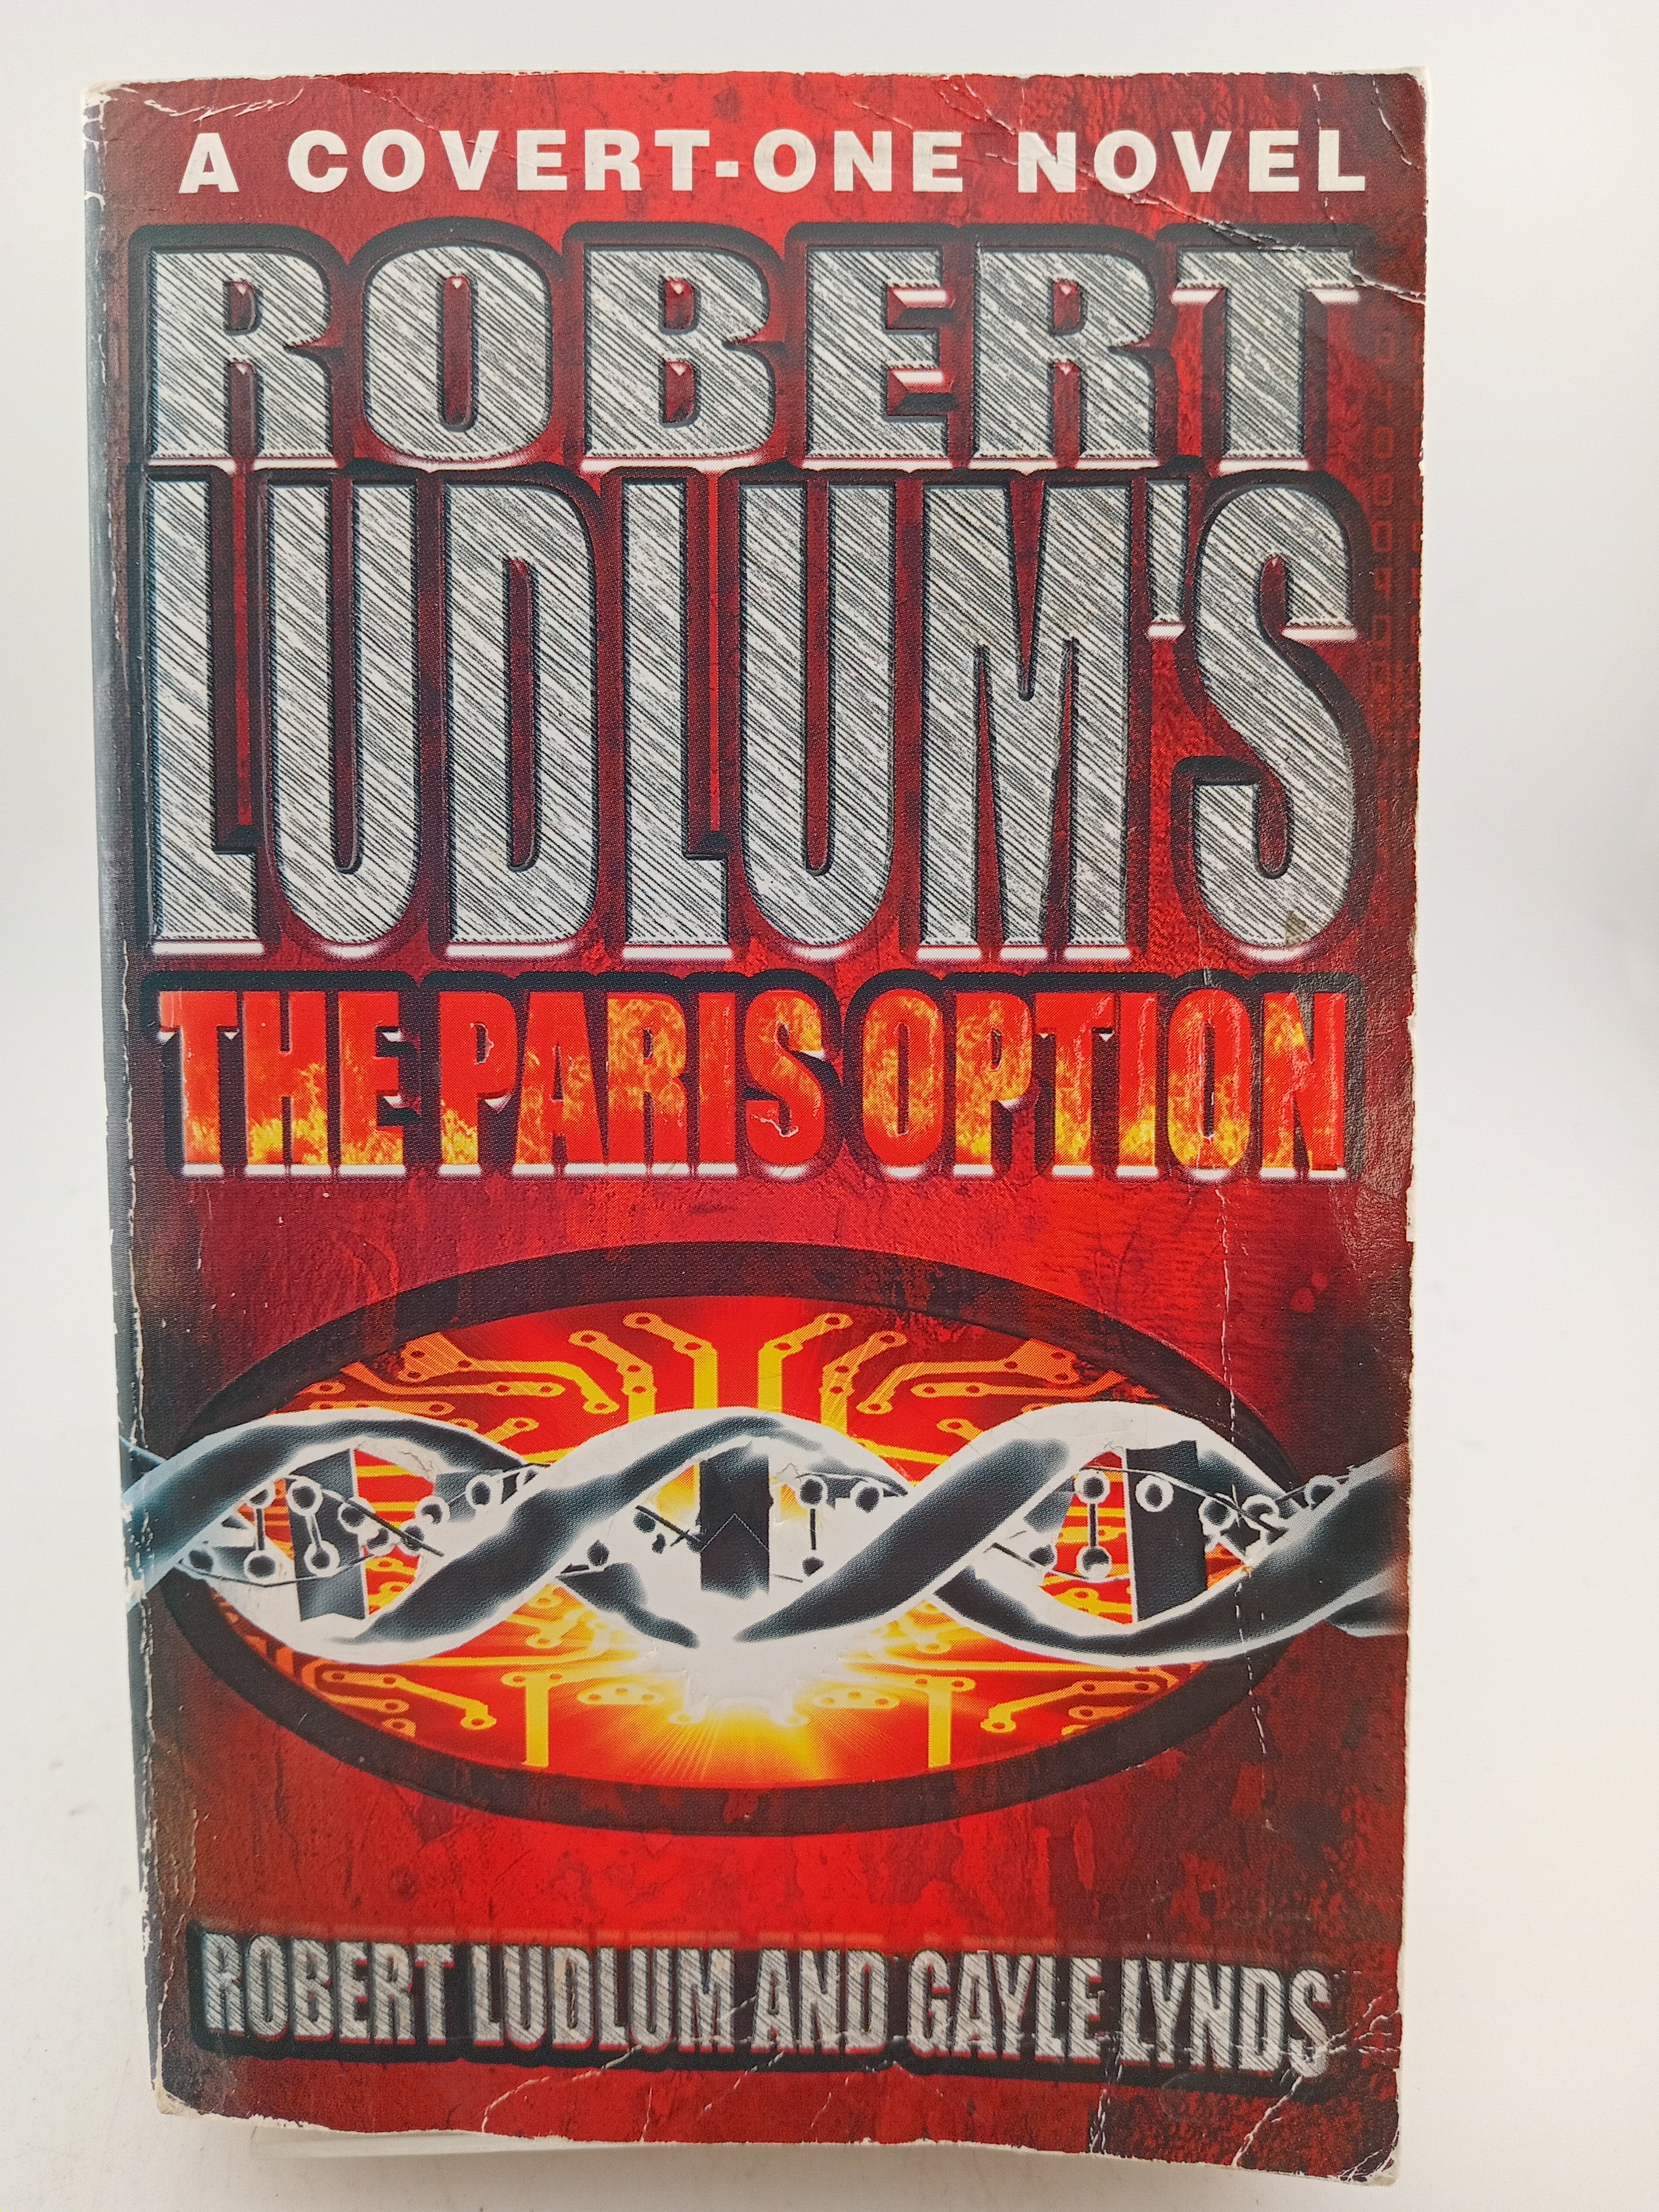 A COVERT-ONE NOVEL
ROBERT
LUDLUM'S
THE PARIS OPTION
ROBERT LUDLUM AND GAYLE LYNDS